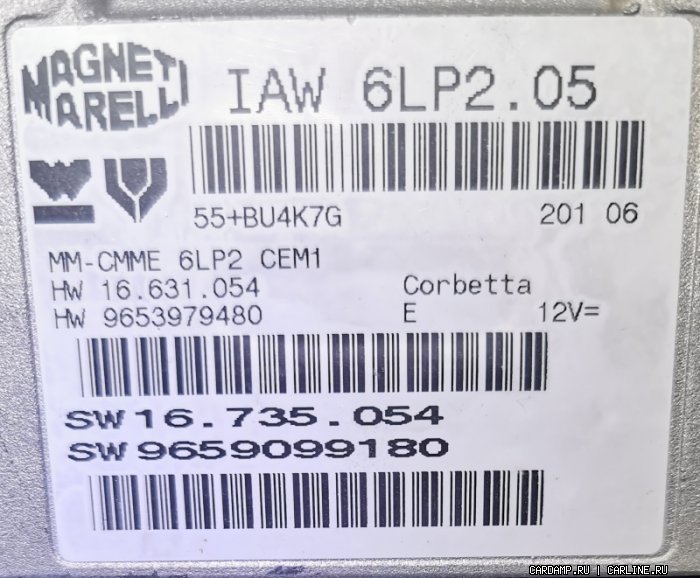 MAGNETI
MARELLI
IAW 6LP2.05
55+BU4K7G 201 06
MM-CMME 6LP2 CEM1
HW 16.631.054 Corbetta
HW 9653979480 E 12V=
SW 16.735.054
SW 9659099180
CARDAMP.RU | CARLINE.RU